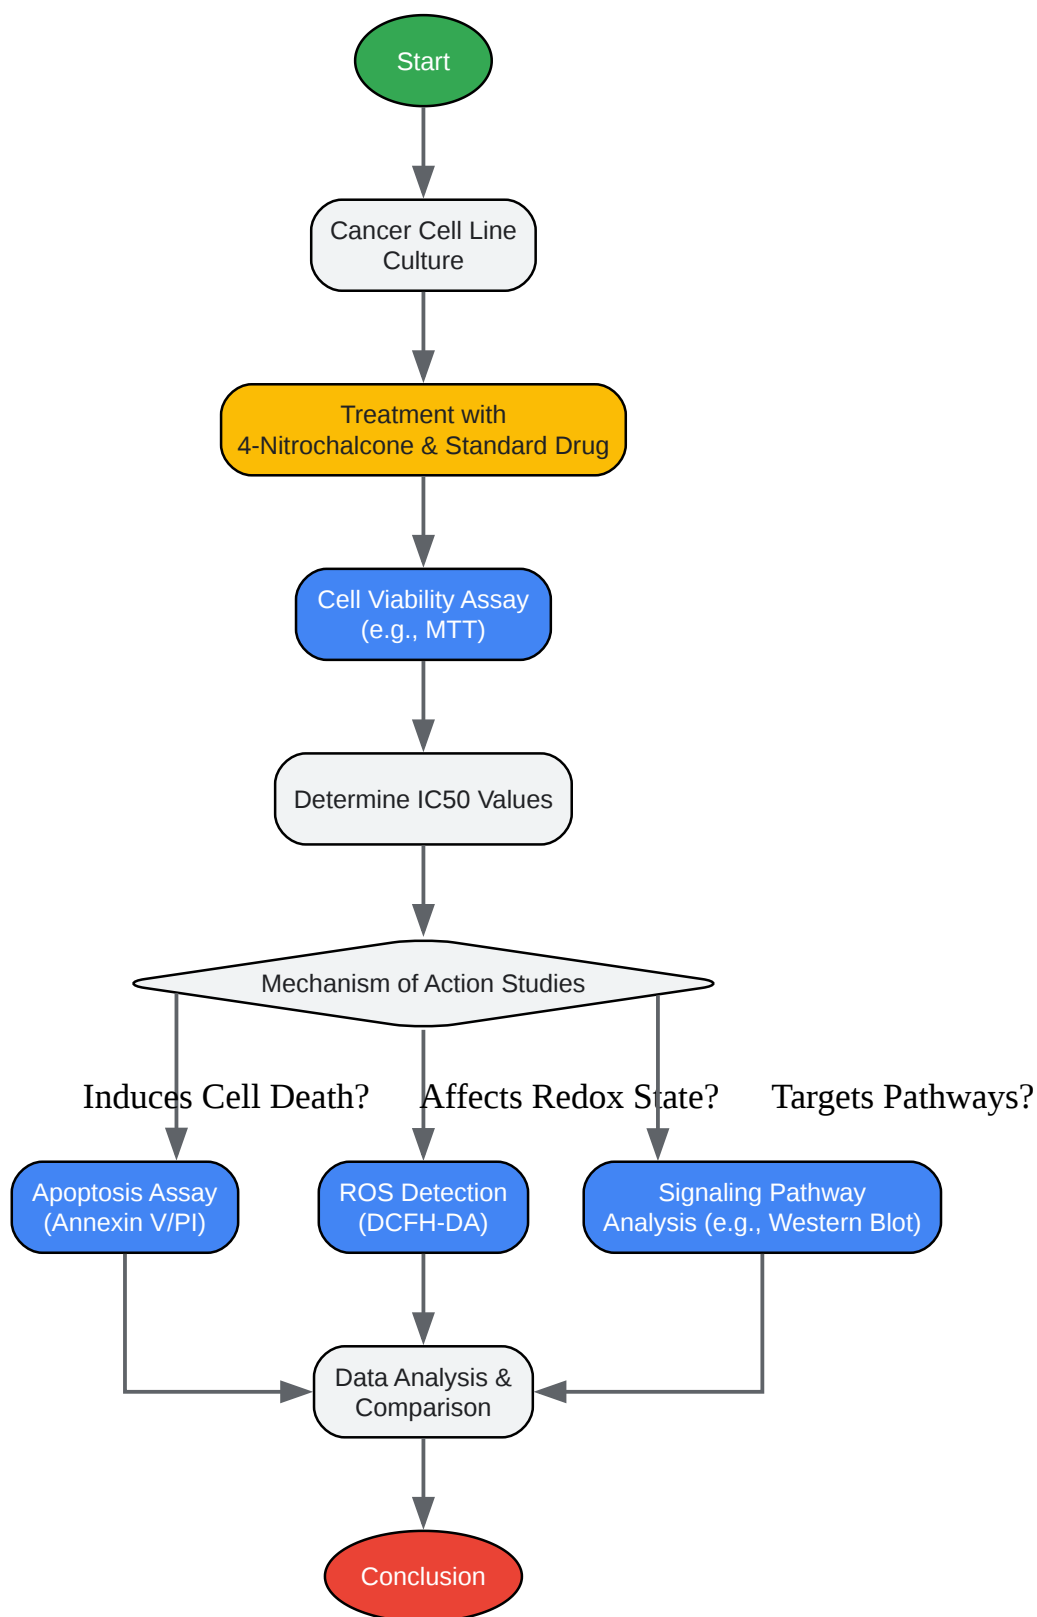 Start
Cancer Cell Line
Culture
Treatment with
4-Nitrochalcone & Standard Drug
Cell Viability Assay
(e.g., MTT)
Determine IC50 Values
Mechanism of Action Studies
Induces Cell Death?
Affects Redox State?
Targets Pathways?
Apoptosis Assay
(Annexin V/PI)
ROS Detection
(DCFH-DA)
Signaling Pathway
Analysis (e.g., Western Blot)
Data Analysis &
Comparison
Conclusion